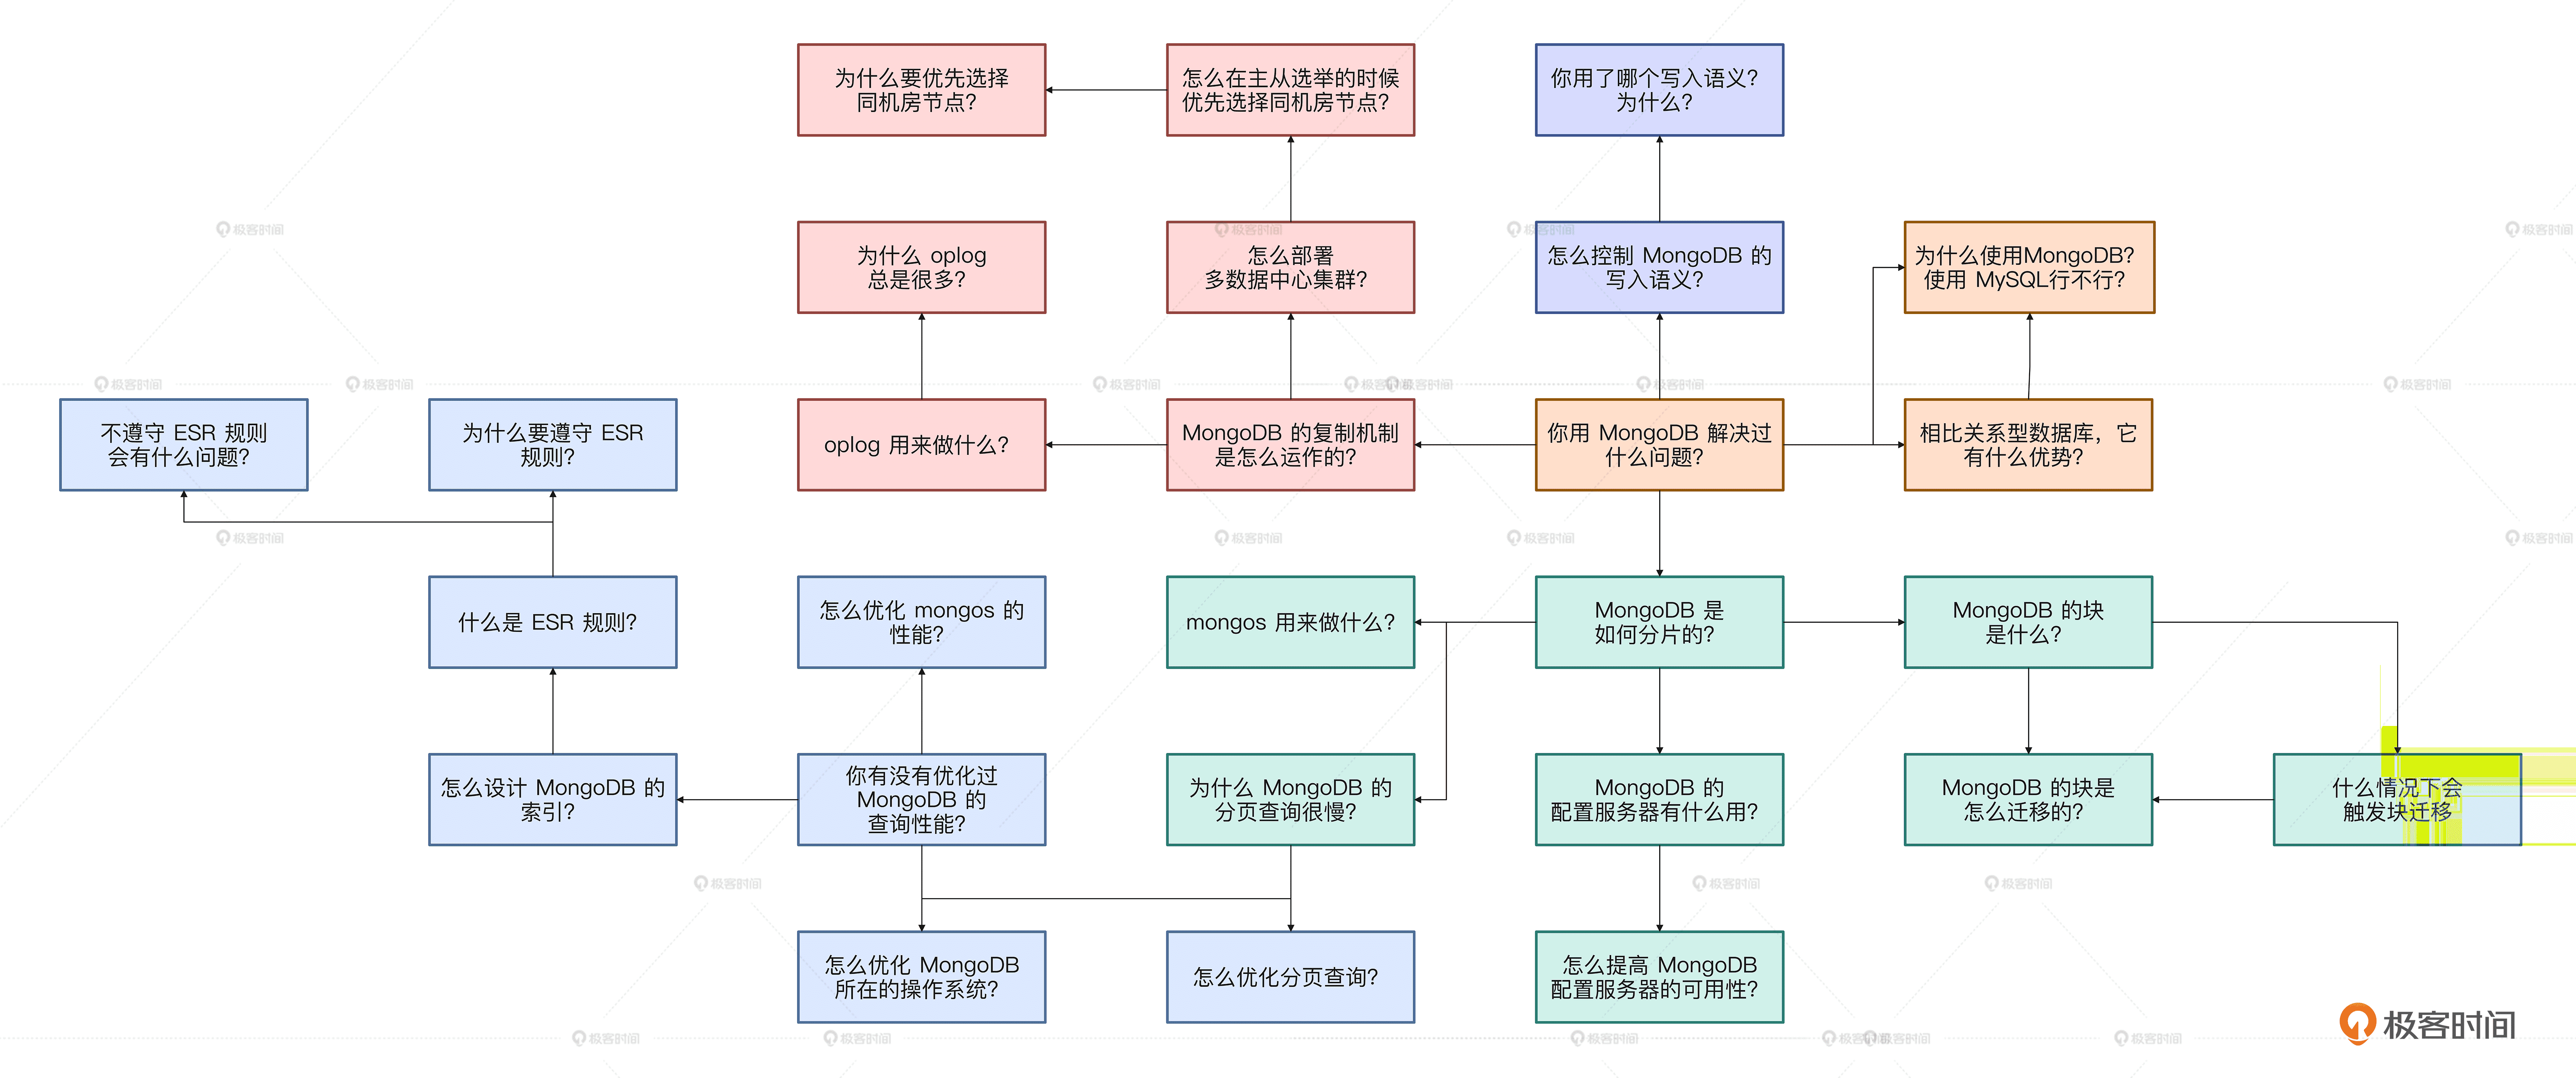 为什么要优先选择
同机房节点？
怎么在主从选举的时候
优先选择同机房节点？
你用了哪个写入语义？
为什么？
为什么 oplog
总是很多？
怎么部署
多数据中心集群？
怎么控制 MongoDB 的
写入语义？
为什么使用MongoDB？
使用 MySQL行不行？
不遵守 ESR 规则
会有什么问题？
为什么要遵守 ESR
规则？
oplog 用来做什么？
MongoDB 的复制机制
是怎么运作的？
你用 MongoDB 解决过
什么问题？
相比关系型数据库，它
有什么优势？
什么是 ESR 规则？
怎么优化 mongos 的
性能？
mongos 用来做什么？
MongoDB 是
如何分片的？
MongoDB 的块
是什么？
怎么设计 MongoDB 的
索引？
你有没有优化过
MongoDB 的
查询性能？
为什么 MongoDB 的
分页查询很慢？
MongoDB 的
配置服务器有什么用？
MongoDB 的块是
怎么迁移的？
什么情况下会
触发块迁移
怎么优化 MongoDB
所在的操作系统？
怎么优化分页查询？
怎么提高 MongoDB
配置服务器的可用性？
极客时间